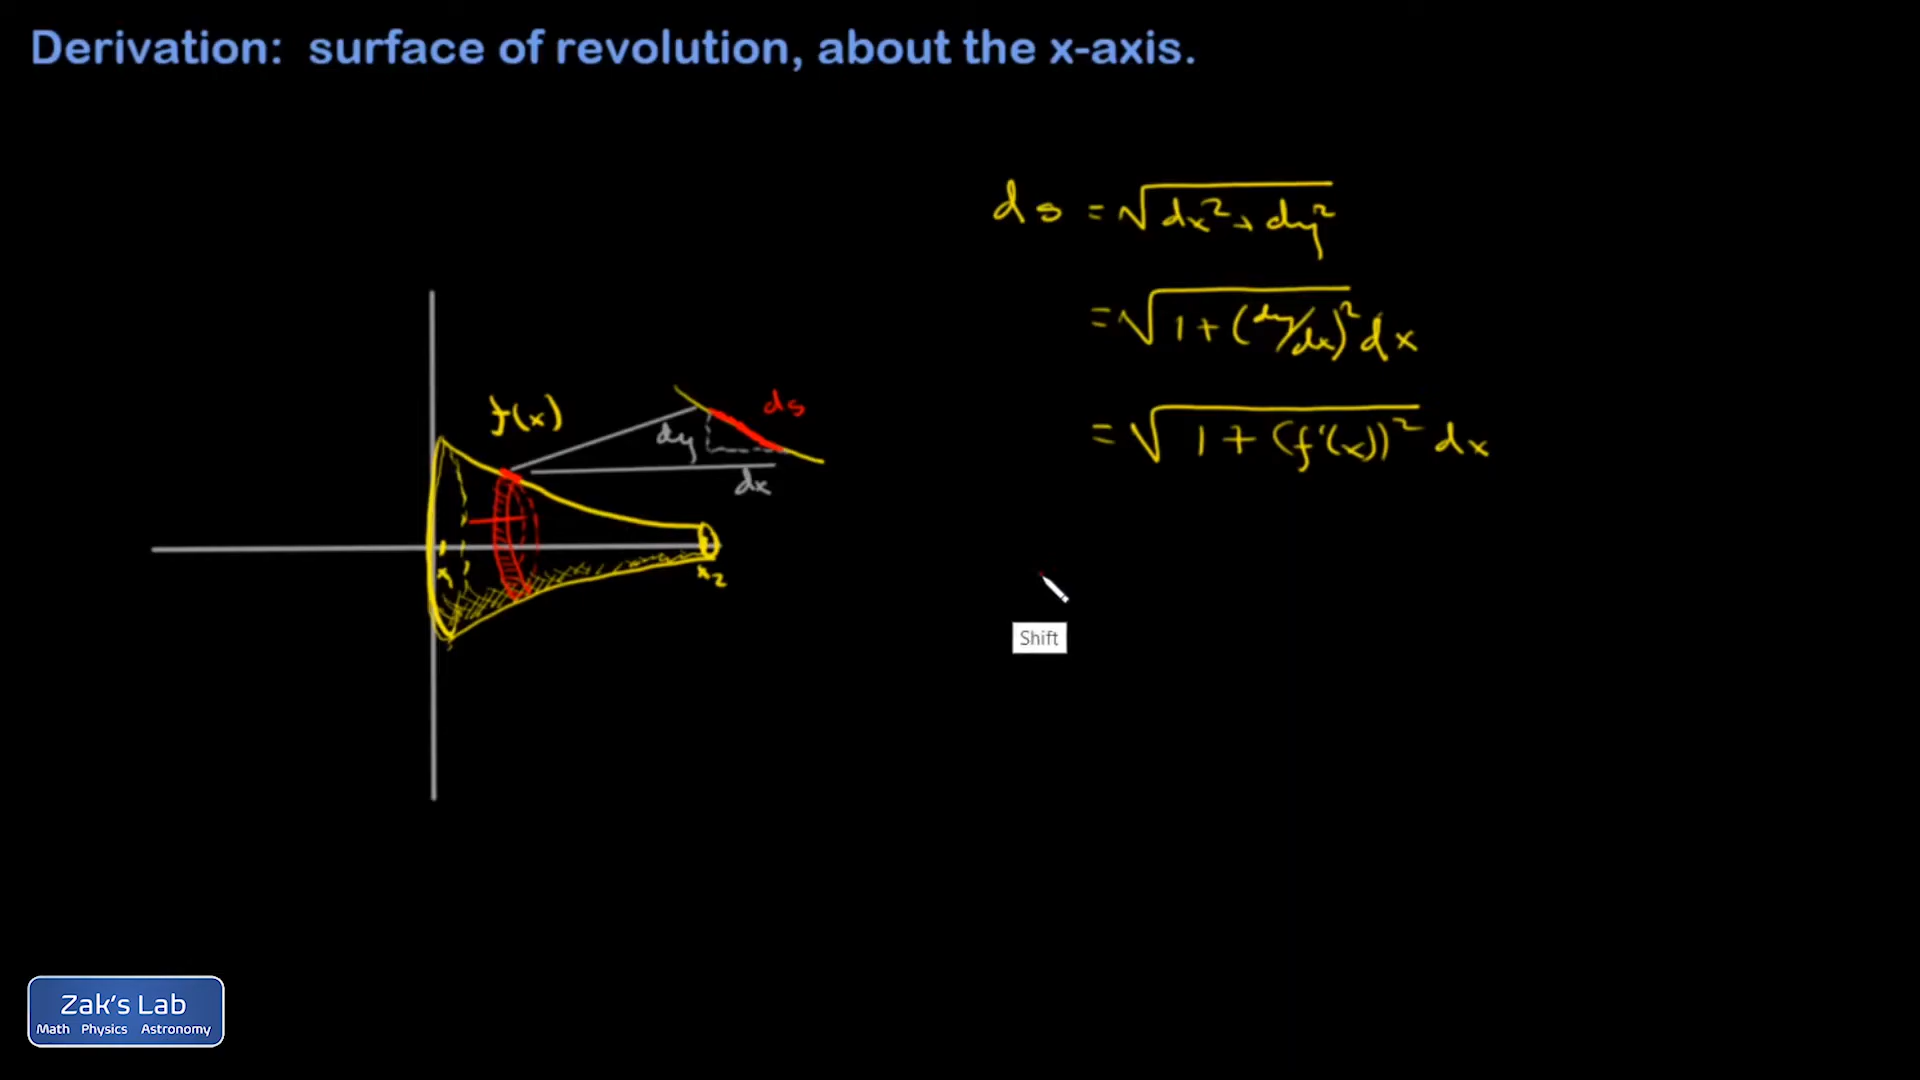 Derivation: surface of revolution, about the x-axis.
ds = √dx² + dy²
= √1 + (dy/dx)² dx
= √1 + (f'(x))² dx
f(x)
ds
dy
dx
x₁
x₂
Shift
Zak's Lab
Math Physics Astronomy